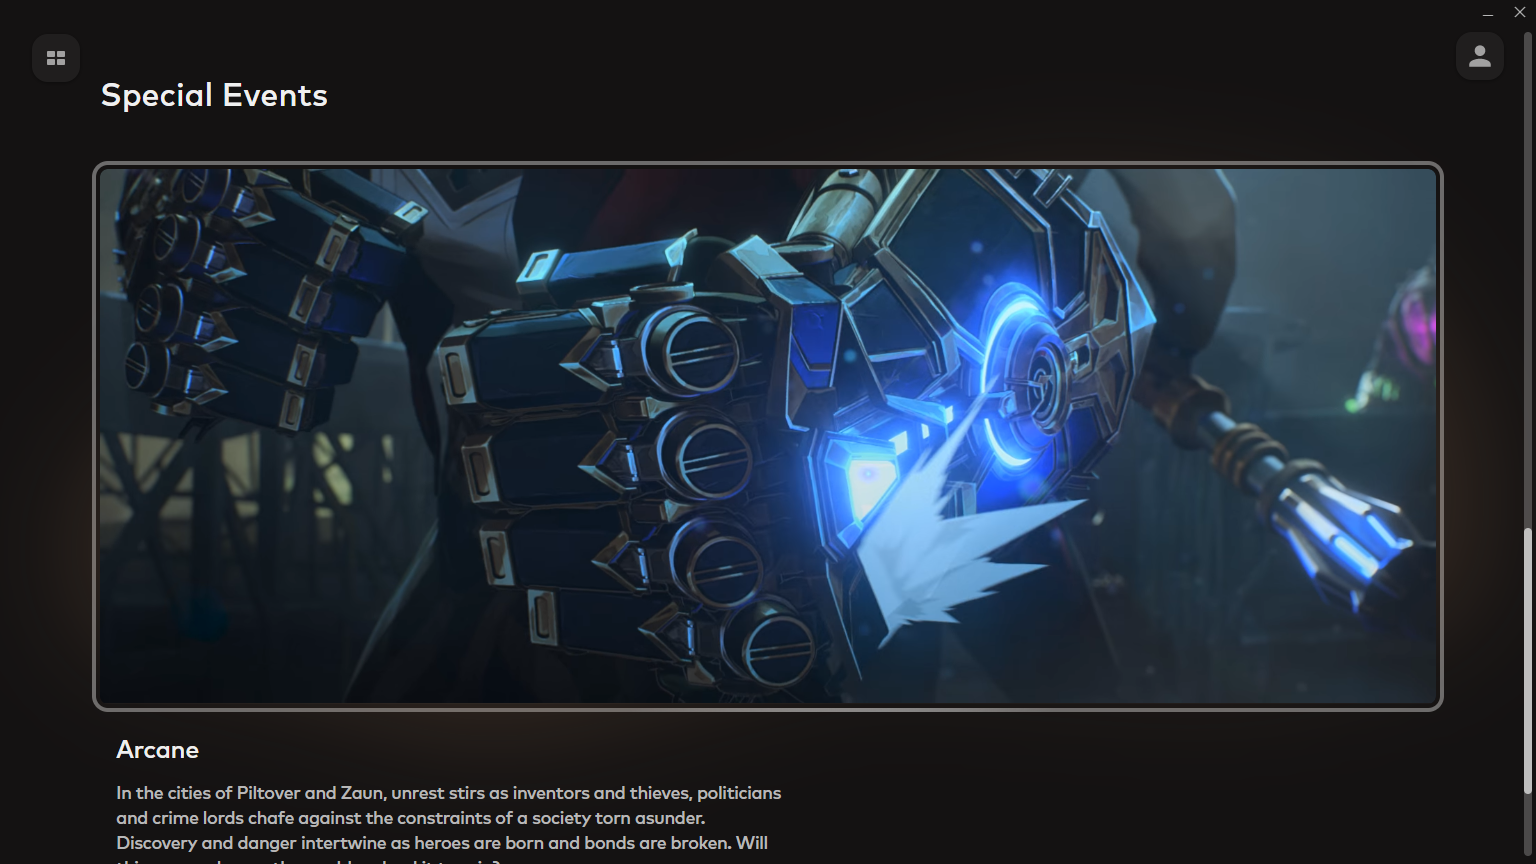 Special Events
Arcane
In the cities of Piltover and Zaun, unrest stirs as inventors and thieves, politicians
and crime lords chafe against the constraints of a society torn asunder.
Discovery and danger intertwine as heroes are born and bonds are broken. Will